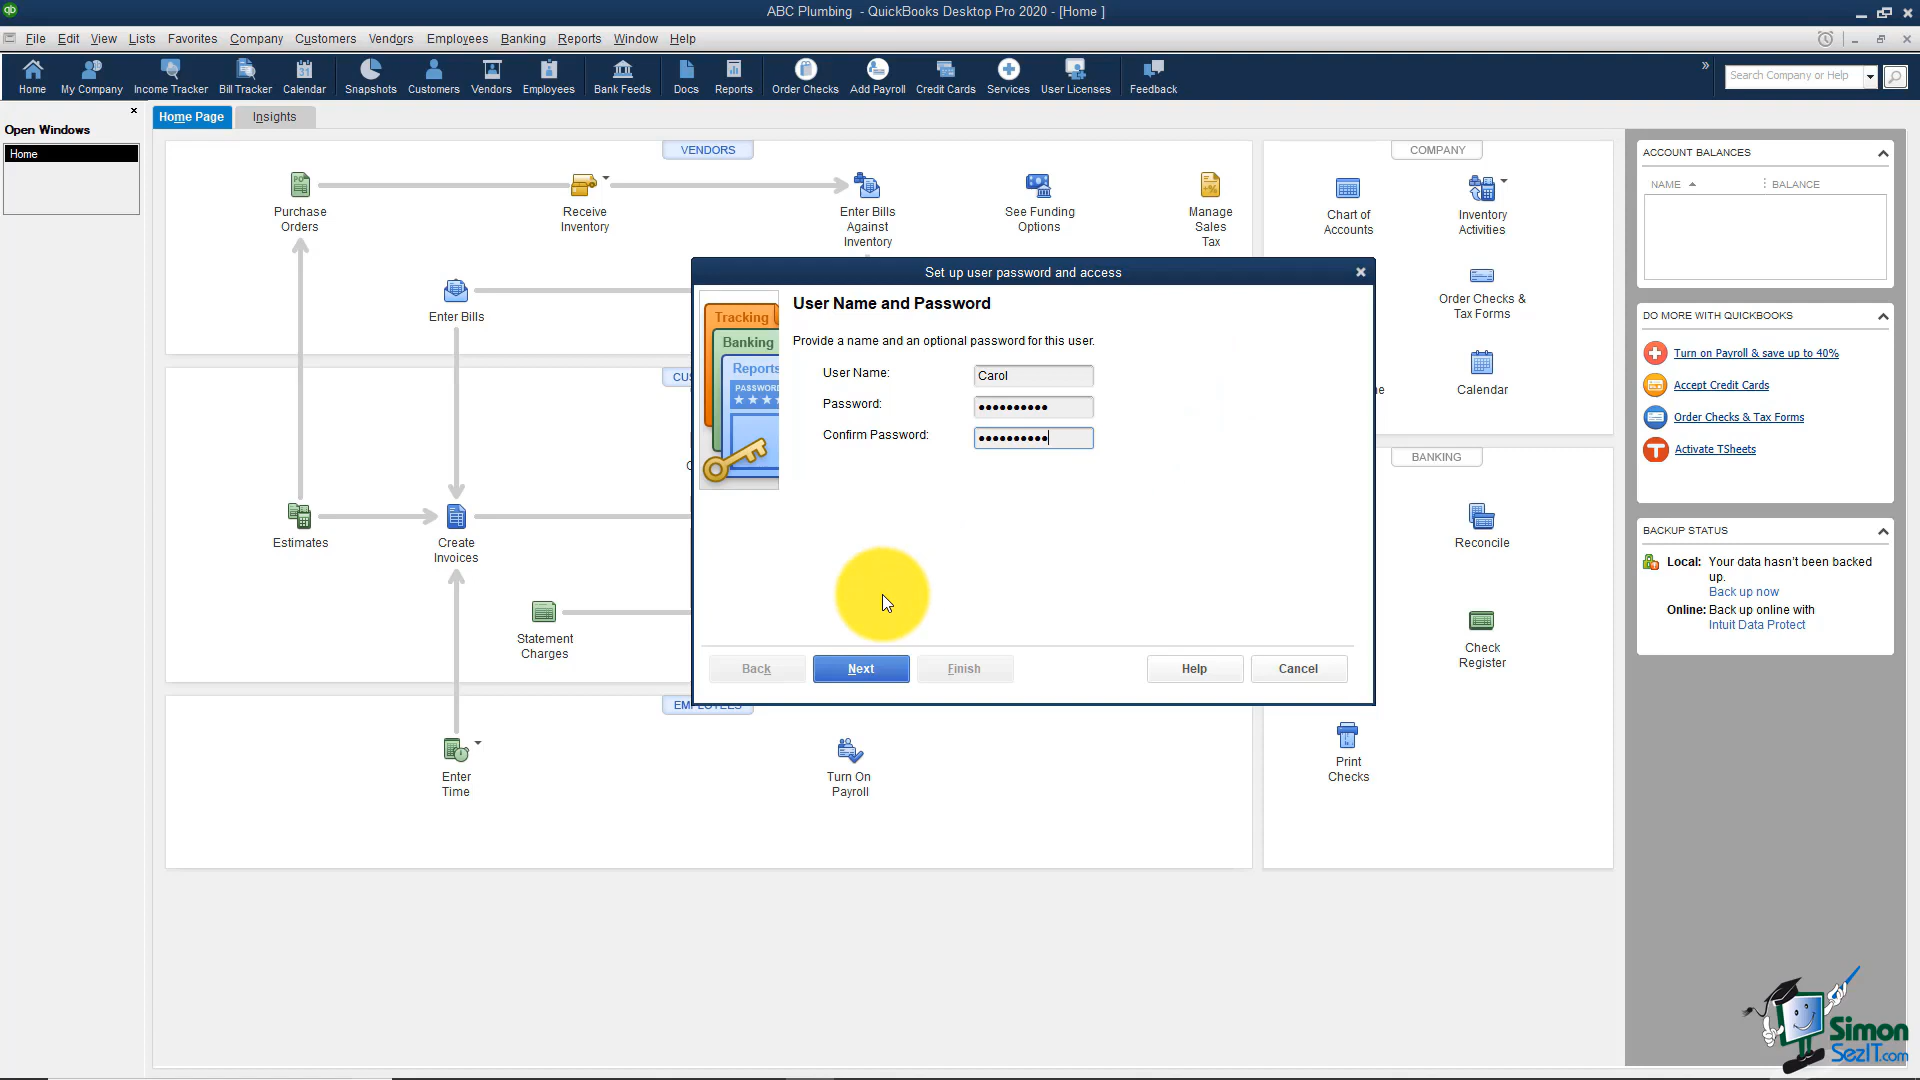 qb
ABC Plumbing - QuickBooks Desktop Pro 2020 - [Home ]
File Edit View Lists Favorites Company Customers Vendors Employees Banking Reports Window Help
Home My Company Income Tracker Bill Tracker Calendar Snapshots Customers Vendors Employees Bank Feeds Docs Reports Order Checks Add Payroll Credit Cards Services User Licenses Feedback
Search Company or Help
Open Windows
Home
Home Page Insights
VENDORS
Purchase
Orders
Receive
Inventory
Enter Bills
Against
Inventory
See Funding
Options
Manage
Sales
Tax
Enter Bills
CUS
Estimates
Create
Invoices
Statement
Charges
EMPLOYEES
Enter
Time
Turn On
Payroll
Set up user password and access
Tracking
Banking
Reports
PASSWORD
User Name and Password
Provide a name and an optional password for this user.
User Name: Carol
Password: ••••••••••
Confirm Password: ••••••••••
Back Next Finish Help Cancel
COMPANY
Chart of
Accounts
Inventory
Activities
Order Checks &
Tax Forms
Calendar
BANKING
Reconcile
Check
Register
Print
Checks
ACCOUNT BALANCES
NAME BALANCE
DO MORE WITH QUICKBOOKS
Turn on Payroll & save up to 40%
Accept Credit Cards
Order Checks & Tax Forms
Activate TSheets
BACKUP STATUS
Local: Your data hasn't been backed
up.
Back up now
Online: Back up online with
Intuit Data Protect
Simon
SezIT.com